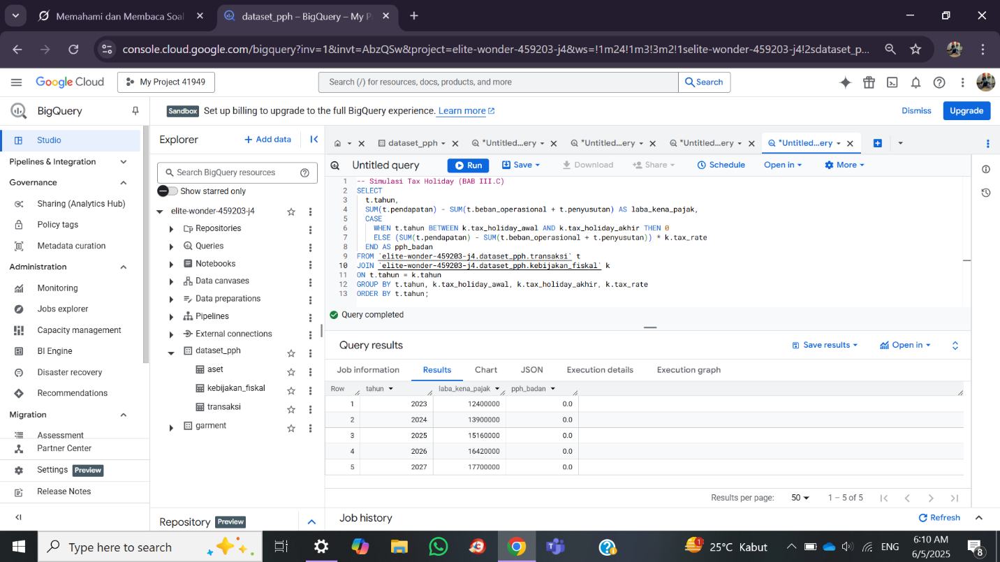 Memahami dan Membaca Soal
dataset_pph – BigQuery – My P
console.cloud.google.com/bigquery?inv=1&invt=AbzQSw&project=elite-wonder-459203-j4&ws=!1m24!1m3!3m2!1selite-wonder-459203-j4!2sdataset_p...
Google Cloud
My Project 41949
Search (/) for resources, docs, products, and more
Search
BigQuery
Sandbox Set up billing to upgrade to the full BigQuery experience. Learn more
Dismiss
Upgrade
Studio
Pipelines & Integration
Governance
Sharing (Analytics Hub)
Policy tags
Metadata curation
Administration
Monitoring
Jobs explorer
Capacity management
BI Engine
Disaster recovery
Recommendations
Migration
Assessment
Partner Center
Settings Preview
Release Notes
Explorer
+ Add data
Search BigQuery resources
Show starred only
elite-wonder-459203-j4
Repositories
Queries
Notebooks
Data canvases
Data preparations
Pipelines
External connections
dataset_pph
aset
kebijakan_fiskal
transaksi
garment
Repository Preview
dataset_pph
*Untitled...ery
*Untitled...ery
*Untitled...ery
*Untitled...ery
Untitled query
Run
Save
Download
Share
Schedule
Open in
More
1 -- Simulasi Tax Holiday (BAB III.C)
2 SELECT
3 t.tahun,
4 SUM(t.pendapatan) - SUM(t.beban_operasional + t.penyusutan) AS laba_kena_pajak,
5 CASE
6 WHEN t.tahun BETWEEN k.tax_holiday_awal AND k.tax_holiday_akhir THEN 0
7 ELSE (SUM(t.pendapatan) - SUM(t.beban_operasional + t.penyusutan)) * k.tax_rate
8 END AS pph_badan
9 FROM `elite-wonder-459203-j4.dataset_pph.transaksi` t
10 JOIN `elite-wonder-459203-j4.dataset_pph.kebijakan_fiskal` k
11 ON t.tahun = k.tahun
12 GROUP BY t.tahun, k.tax_holiday_awal, k.tax_holiday_akhir, k.tax_rate
13 ORDER BY t.tahun;
Query completed
Query results
Save results
Open in
Job information
Results
Chart
JSON
Execution details
Execution graph
Row tahun laba_kena_pajak pph_badan
1 2023 12400000 0.0
2 2024 13900000 0.0
3 2025 15160000 0.0
4 2026 16420000 0.0
5 2027 17700000 0.0
Results per page: 50 1 – 5 of 5
Job history
Refresh
Type here to search
1
25°C Kabut
ENG
6:10 AM
6/5/2025
8